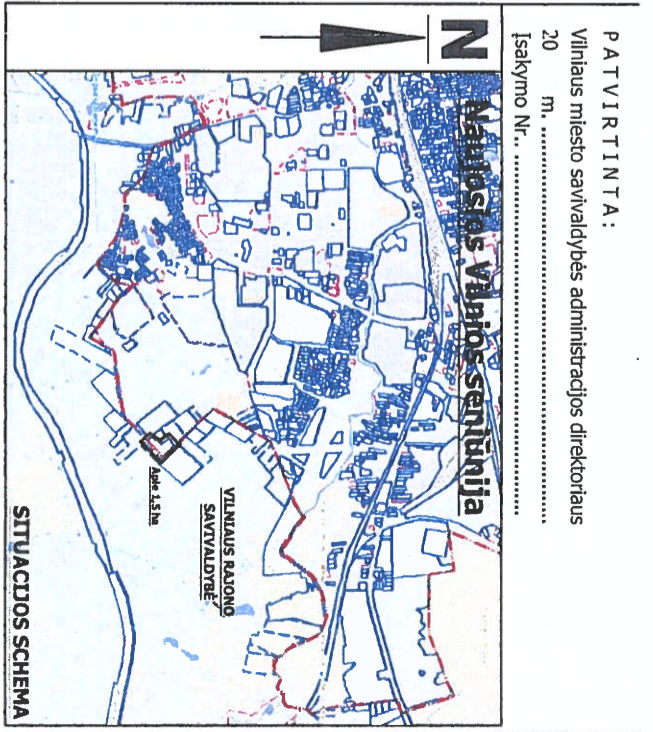 PATVIRTINTA:
Vilniaus miesto savivaldybės administracijos direktoriaus
20 m. ........................................................
Įsakymo Nr. ........................................................
N
Naujosios Vilnios seniūnija
Apie 1,5 ha
VILNIAUS RAJONO
SAVIVALDYBĖ
SITUACIJOS SCHEMA